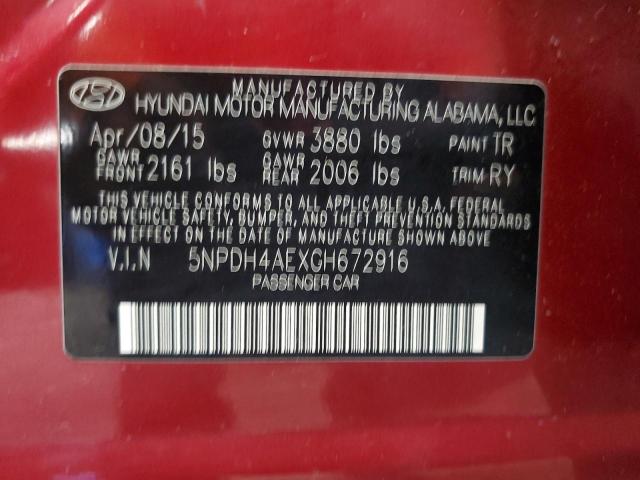 MANUFACTURED BY
HYUNDAI MOTOR MANUFACTURING ALABAMA, LLC
Apr/08/15 GVWR 3880 lbs PAINT TR
GAWR FRONT 2161 lbs GAWR REAR 2006 lbs TRIM RY
THIS VEHICLE CONFORMS TO ALL APPLICABLE U.S.A. FEDERAL
MOTOR VEHICLE SAFETY, BUMPER, AND THEFT PREVENTION STANDARDS
IN EFFECT ON THE DATE OF MANUFACTURE SHOWN ABOVE.
V.I.N 5NPDH4AEXGH672916
PASSENGER CAR